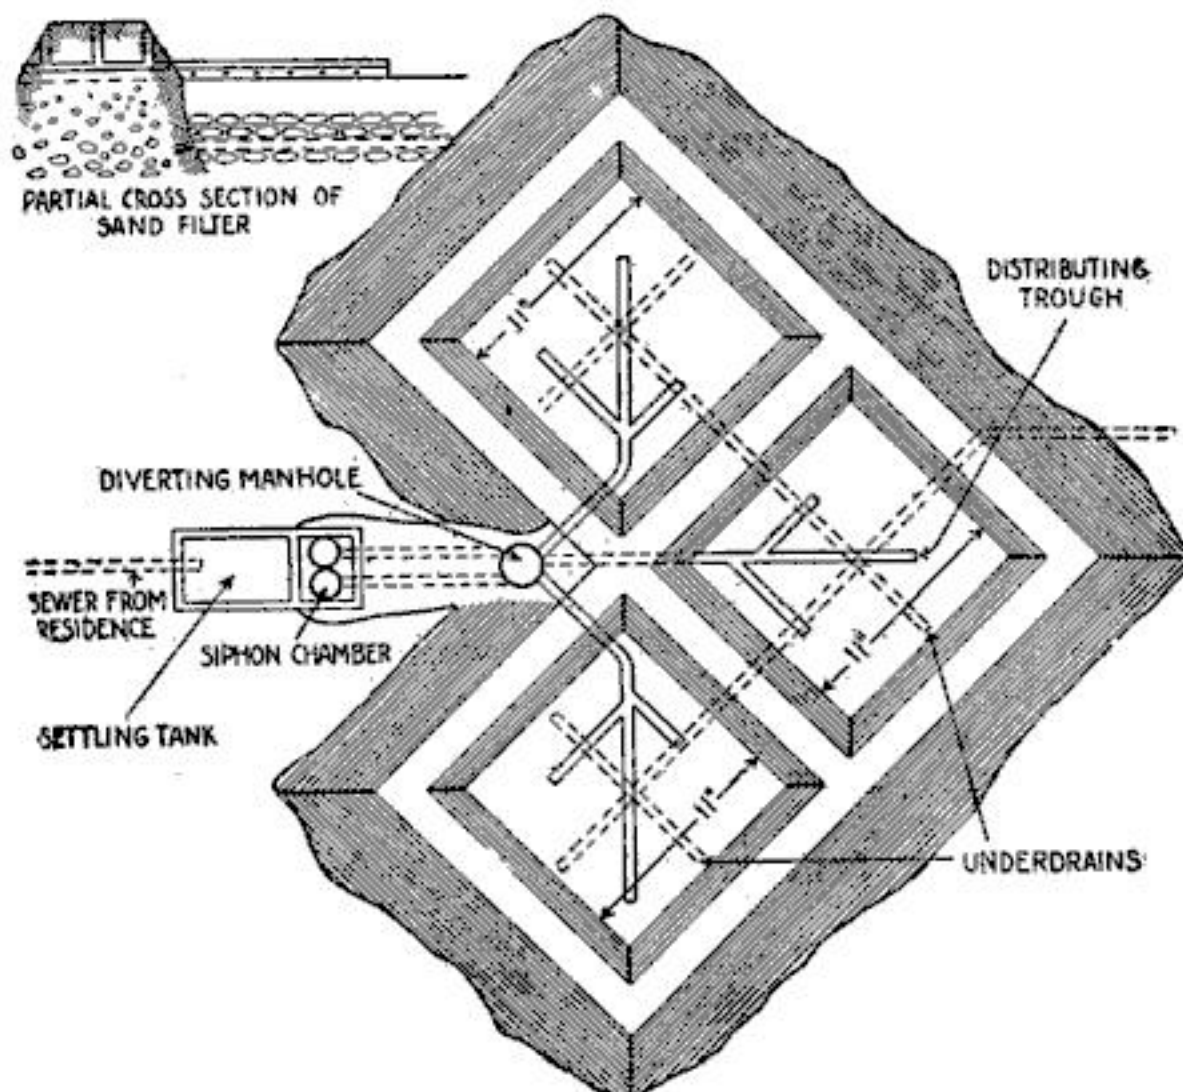 PARTIAL CROSS SECTION OF
SAND FILTER
DISTRIBUTING
TROUGH
DIVERTING MANHOLE
SEWER FROM
RESIDENCE
SIPHON CHAMBER
SETTLING TANK
UNDERDRAINS